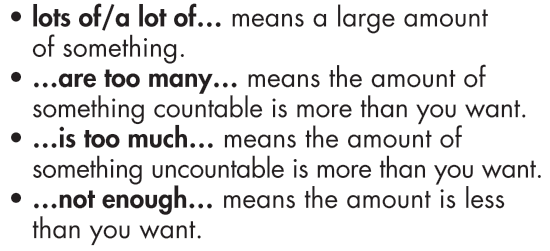 • lots of/a lot of… means a large amount
of something.
• …are too many… means the amount of
something countable is more than you want.
• …is too much… means the amount of
something uncountable is more than you want.
• …not enough… means the amount is less
than you want.